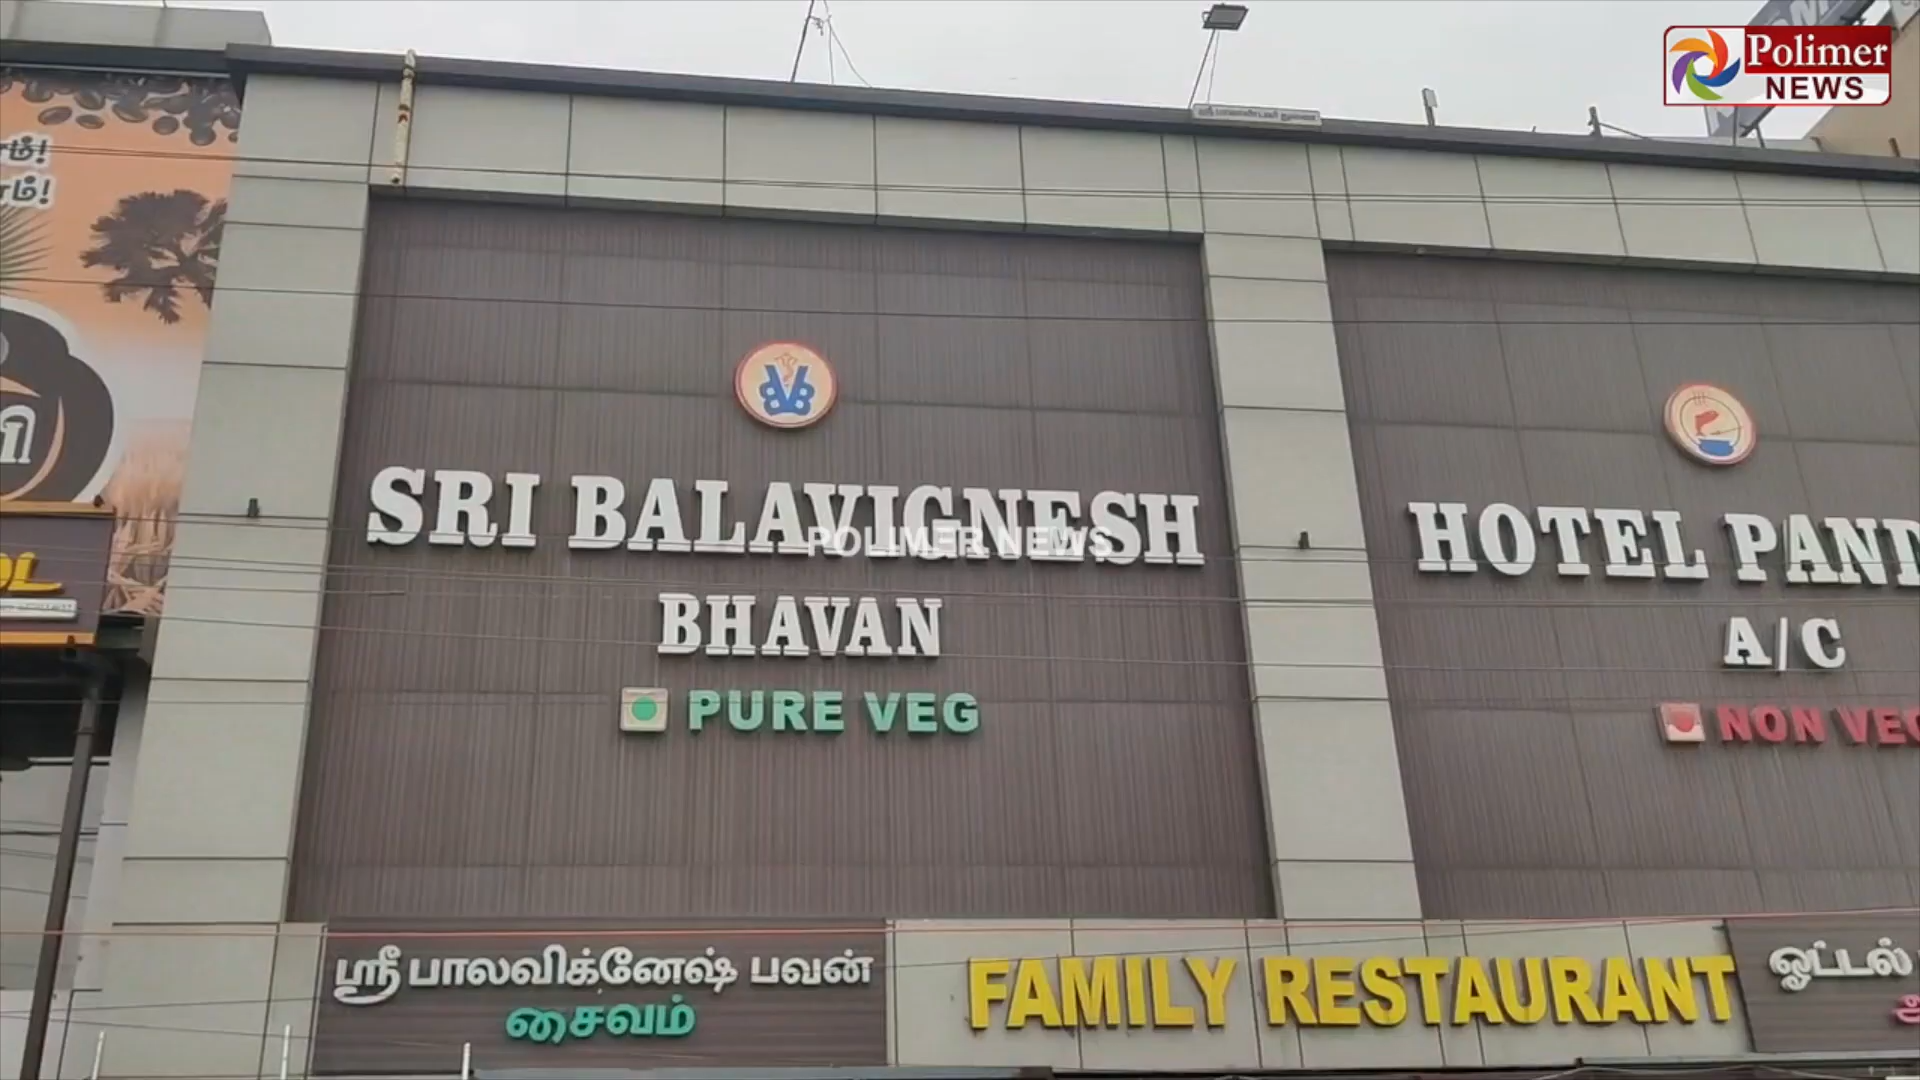 Polimer
NEWS
SRI BALAVIGNESH
BHAVAN
PURE VEG
POLIMER NEWS
HOTEL
A/C
NON VEG
ஸ்ரீ பாலவிக்னேஷ் பவன்
சைவம்
FAMILY RESTAURANT
ஓட்டல்